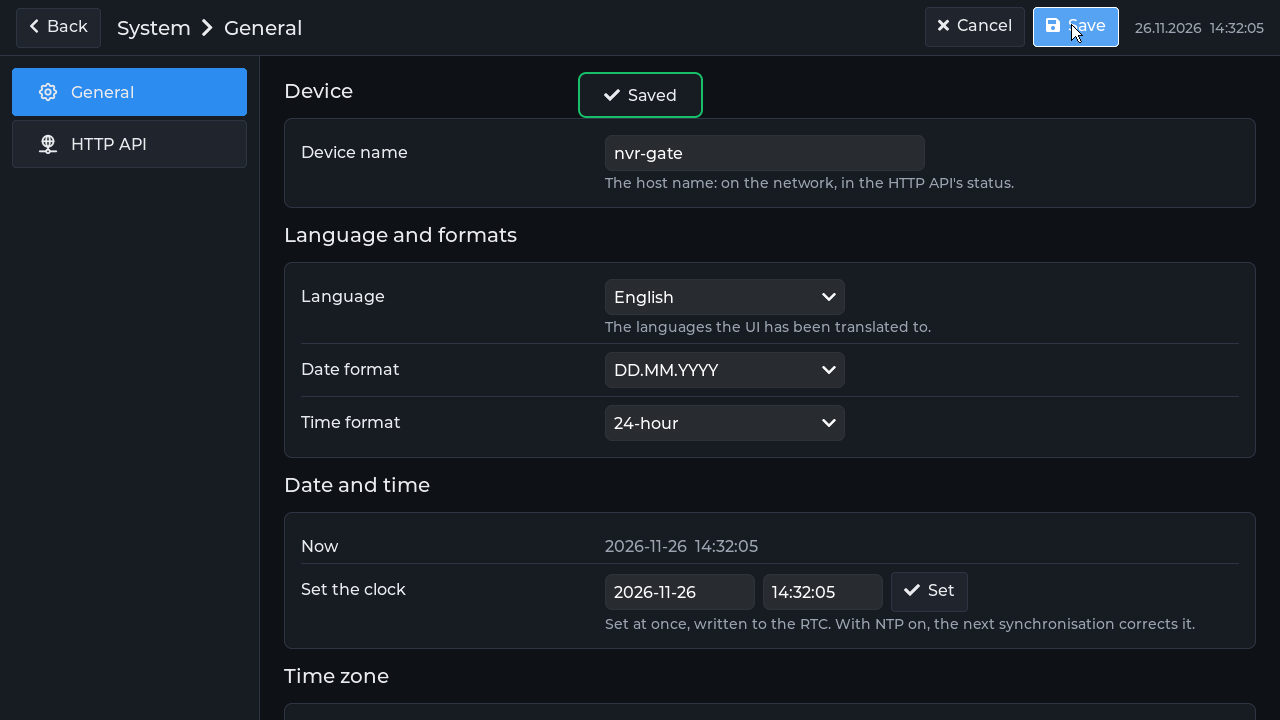 Back
System > General
Cancel
Save
26.11.2026 14:32:05
General
HTTP API
Saved
Device
Device name
nvr-gate
The host name: on the network, in the HTTP API's status.
Language and formats
Language
English
The languages the UI has been translated to.
Date format
DD.MM.YYYY
Time format
24-hour
Date and time
Now
2026-11-26 14:32:05
Set the clock
2026-11-26
14:32:05
Set
Set at once, written to the RTC. With NTP on, the next synchronisation corrects it.
Time zone